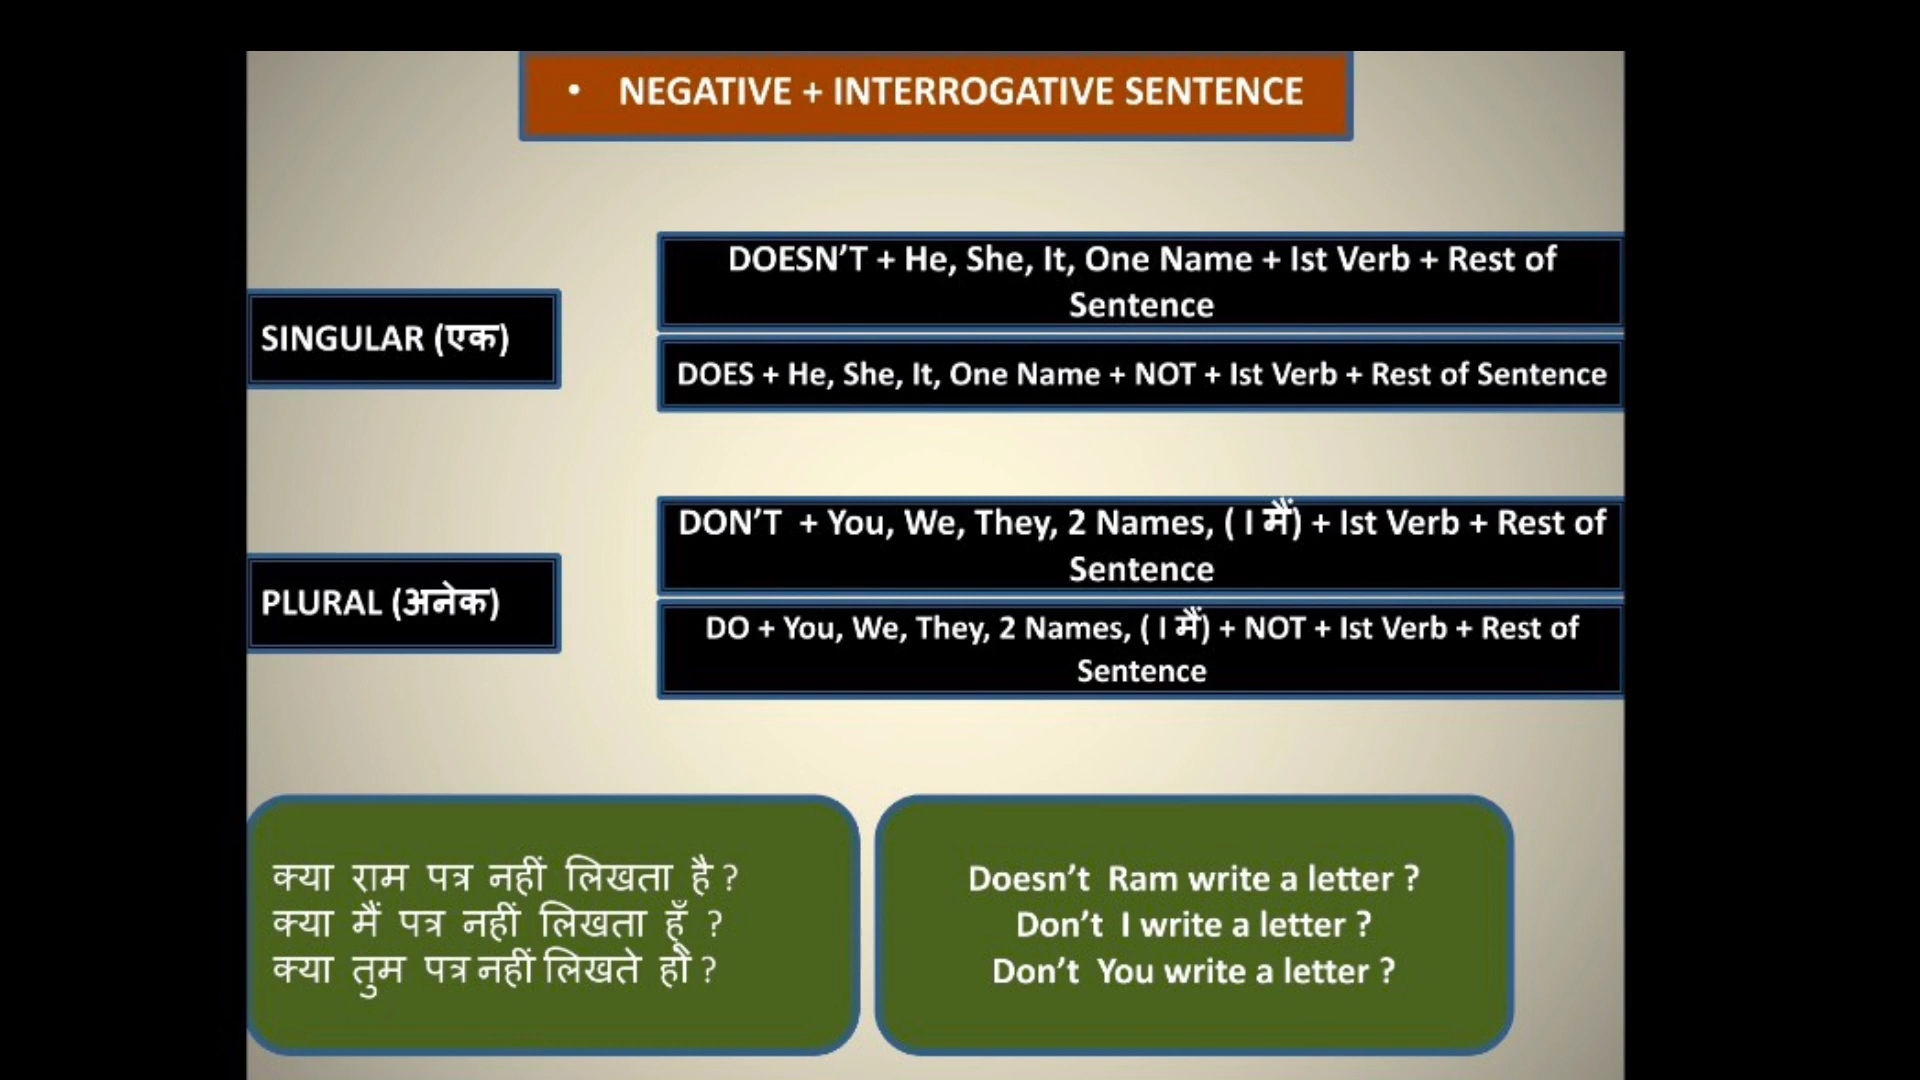 • NEGATIVE + INTERROGATIVE SENTENCE
DOESN'T + He, She, It, One Name + Ist Verb + Rest of
Sentence
SINGULAR (एक)
DOES + He, She, It, One Name + NOT + Ist Verb + Rest of Sentence
DON'T + You, We, They, 2 Names, ( I मैं) + Ist Verb + Rest of
Sentence
PLURAL (अनेक)
DO + You, We, They, 2 Names, ( I मैं) + NOT + Ist Verb + Rest of
Sentence
क्या राम पत्र नहीं लिखता है ?
क्या मैं पत्र नहीं लिखता हूँ ?
क्या तुम पत्र नहीं लिखते हो ?
Doesn't Ram write a letter ?
Don't I write a letter ?
Don't You write a letter ?